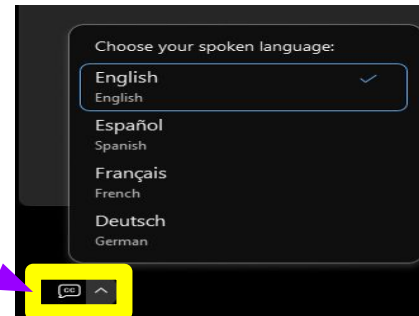 Choose your spoken language:
English
English
Español
Spanish
Français
French
Deutsch
German
CC